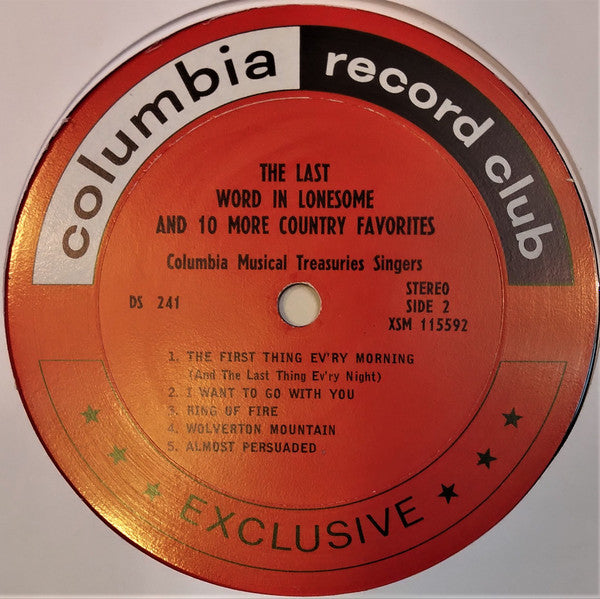 columbia record club
THE LAST
WORD IN LONESOME
AND 10 MORE COUNTRY FAVORITES
Columbia Musical Treasuries Singers
DS 241
STEREO
SIDE 2
XSM 115592
1. THE FIRST THING EV'RY MORNING
(And The Last Thing Ev'ry Night)
2. I WANT TO GO WITH YOU
3. RING OF FIRE
4. WOLVERTON MOUNTAIN
5. ALMOST PERSUADED
★ ★ ★ EXCLUSIVE ★ ★ ★